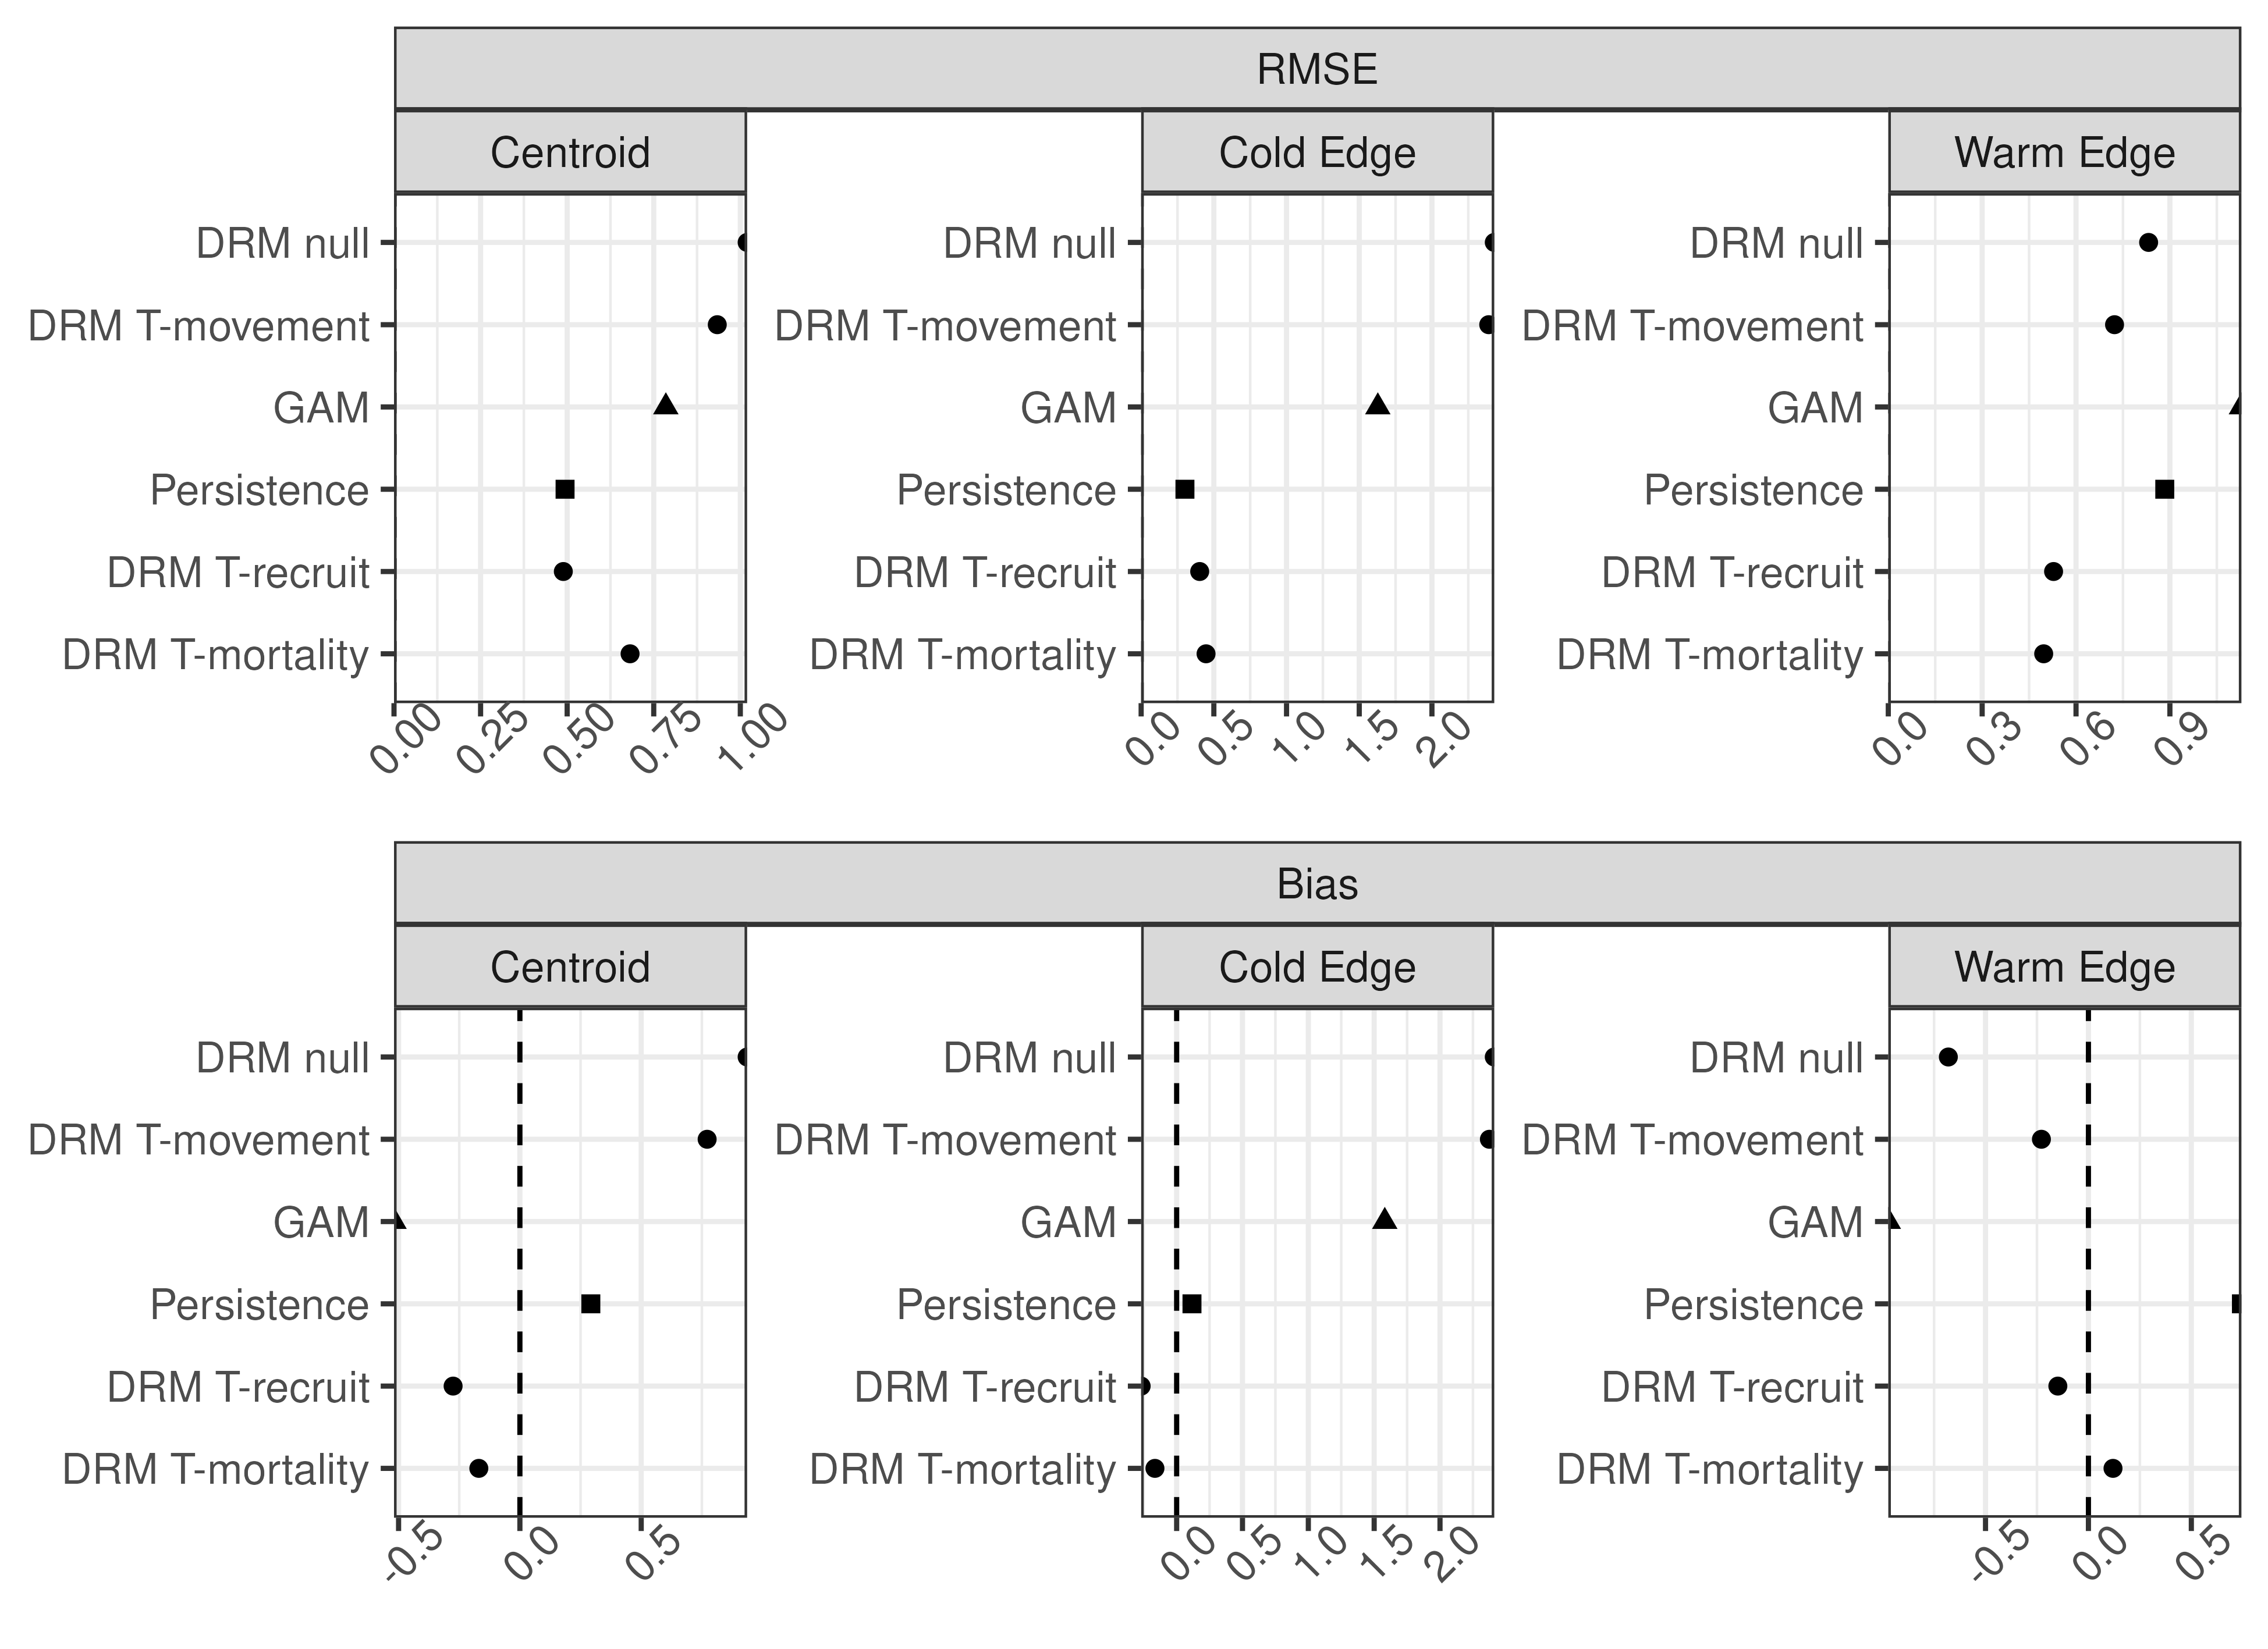 RMSE
Centroid Cold Edge Warm Edge
DRM null DRM null DRM null
DRM T-movement DRM T-movement DRM T-movement
GAM GAM GAM
Persistence Persistence Persistence
DRM T-recruit DRM T-recruit DRM T-recruit
DRM T-mortality DRM T-mortality DRM T-mortality
0.00 0.25 0.50 0.75 1.00 0.0 0.5 1.0 1.5 2.0 0.0 0.3 0.6 0.9
Bias
Centroid Cold Edge Warm Edge
DRM null DRM null DRM null
DRM T-movement DRM T-movement DRM T-movement
GAM GAM GAM
Persistence Persistence Persistence
DRM T-recruit DRM T-recruit DRM T-recruit
DRM T-mortality DRM T-mortality DRM T-mortality
-0.5 0.0 0.5 0.0 0.5 1.0 1.5 2.0 -0.5 0.0 0.5